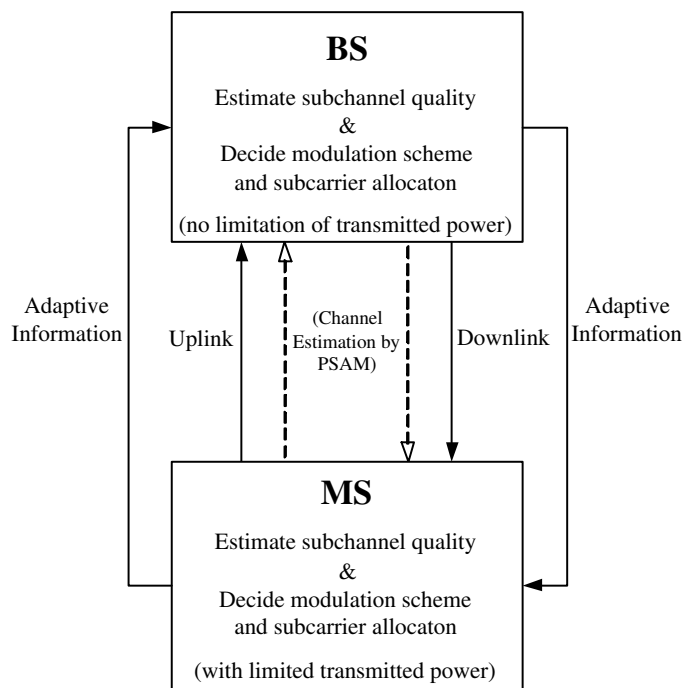 BS
Estimate subchannel quality
&
Decide modulation scheme
and subcarrier allocaton
(no limitation of transmitted power)
Adaptive
Information
Uplink
(Channel
Estimation by
PSAM)
Downlink
Adaptive
Information
MS
Estimate subchannel quality
&
Decide modulation scheme
and subcarrier allocaton
(with limited transmitted power)